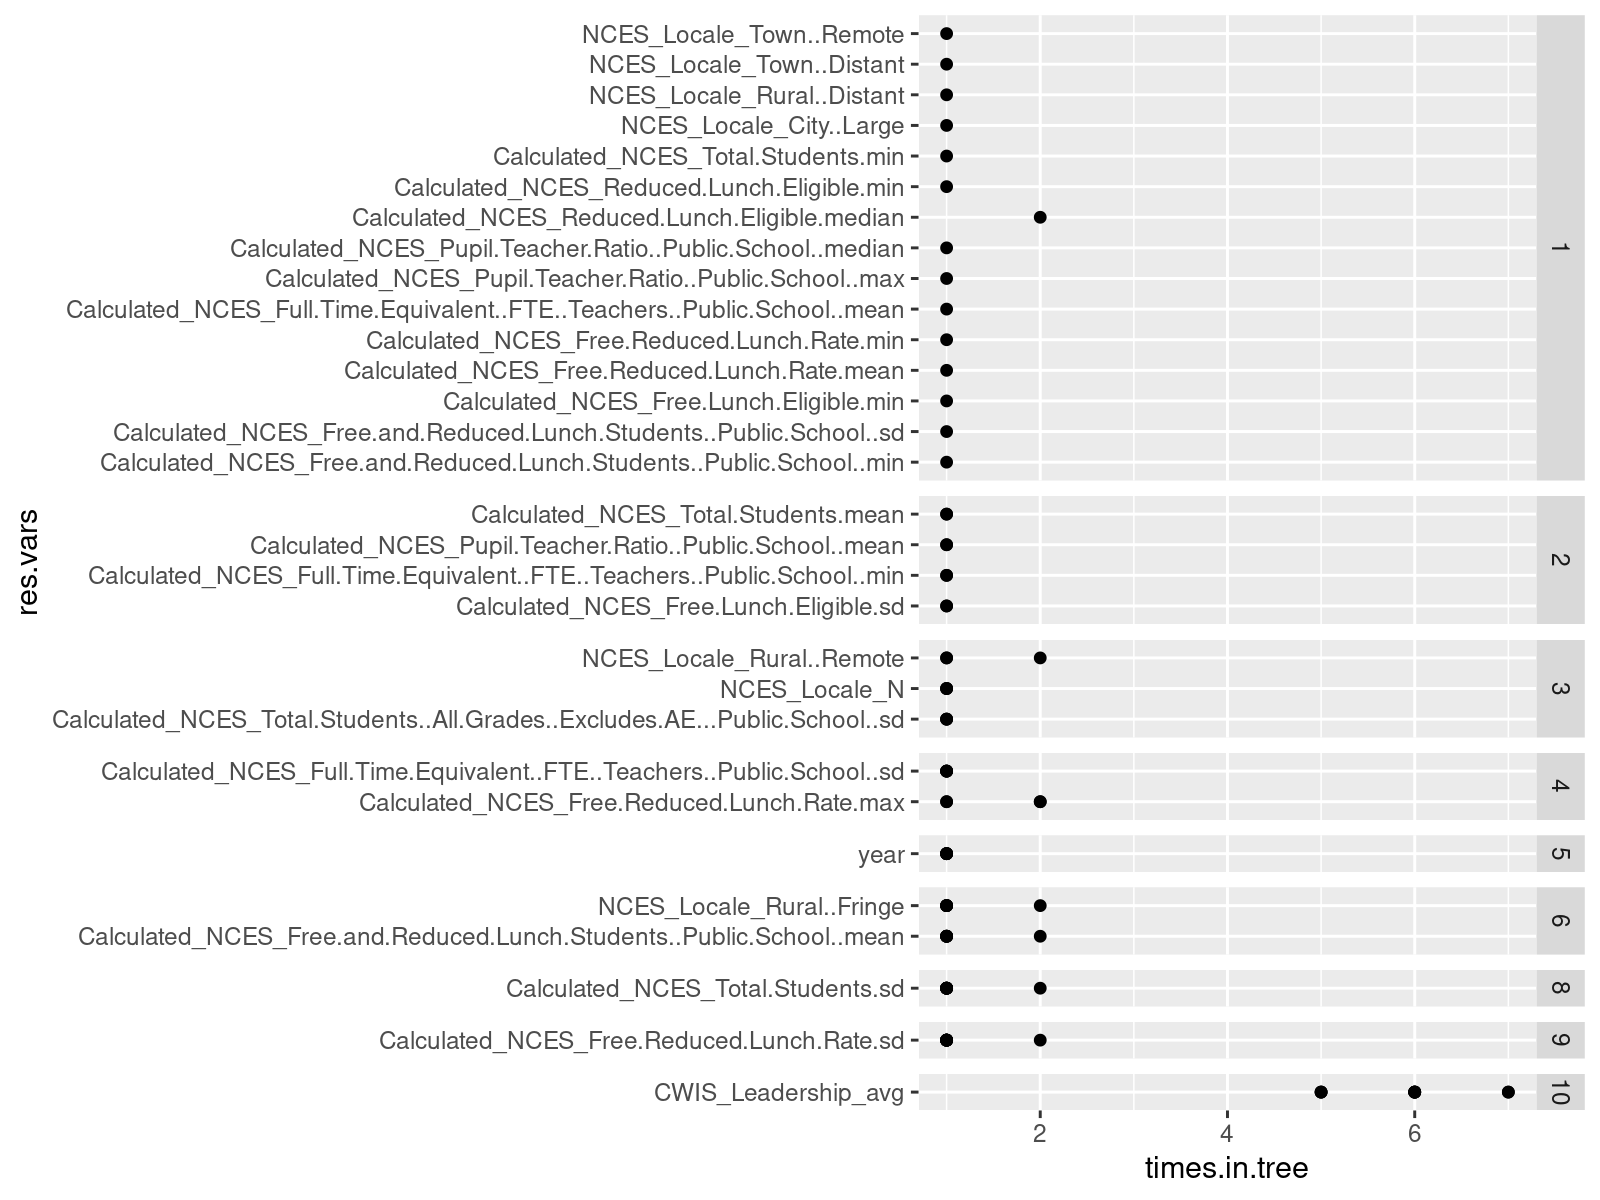 NCES_Locale_Town..Remote
NCES_Locale_Town..Distant
NCES_Locale_Rural..Distant
NCES_Locale_City..Large
Calculated_NCES_Total.Students.min
Calculated_NCES_Reduced.Lunch.Eligible.min
Calculated_NCES_Reduced.Lunch.Eligible.median
Calculated_NCES_Pupil.Teacher.Ratio..Public.School..median
Calculated_NCES_Pupil.Teacher.Ratio..Public.School..max
Calculated_NCES_Full.Time.Equivalent..FTE..Teachers..Public.School..mean
Calculated_NCES_Free.Reduced.Lunch.Rate.min
Calculated_NCES_Free.Reduced.Lunch.Rate.mean
Calculated_NCES_Free.Lunch.Eligible.min
Calculated_NCES_Free.and.Reduced.Lunch.Students..Public.School..sd
Calculated_NCES_Free.and.Reduced.Lunch.Students..Public.School..min
1
Calculated_NCES_Total.Students.mean
Calculated_NCES_Pupil.Teacher.Ratio..Public.School..mean
Calculated_NCES_Full.Time.Equivalent..FTE..Teachers..Public.School..min
Calculated_NCES_Free.Lunch.Eligible.sd
2
NCES_Locale_Rural..Remote
NCES_Locale_N
Calculated_NCES_Total.Students..All.Grades..Excludes.AE...Public.School..sd
3
Calculated_NCES_Full.Time.Equivalent..FTE..Teachers..Public.School..sd
Calculated_NCES_Free.Reduced.Lunch.Rate.max
4
year
5
NCES_Locale_Rural..Fringe
Calculated_NCES_Free.and.Reduced.Lunch.Students..Public.School..mean
6
Calculated_NCES_Total.Students.sd
8
Calculated_NCES_Free.Reduced.Lunch.Rate.sd
9
CWIS_Leadership_avg
10
res.vars
2 4 6
times.in.tree